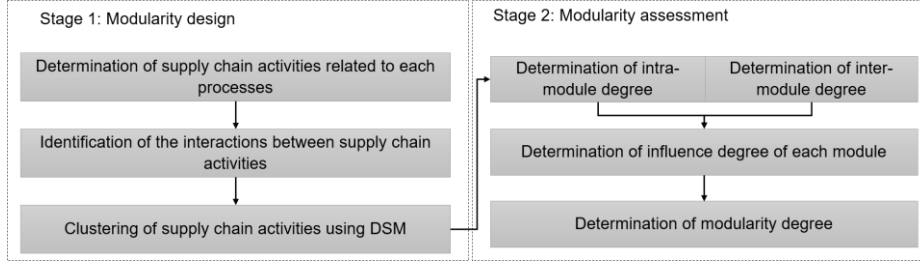 Stage 1: Modularity design
Determination of supply chain activities related to each
processes
Identification of the interactions between supply chain
activities
Clustering of supply chain activities using DSM
Stage 2: Modularity assessment
Determination of intra-
module degree
Determination of inter-
module degree
Determination of influence degree of each module
Determination of modularity degree